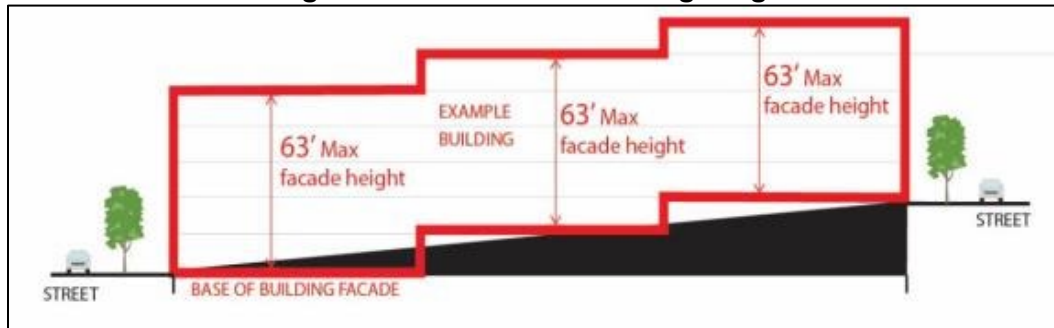 63' Max
facade height
EXAMPLE
BUILDING
63' Max
facade height
63' Max
facade height
STREET
BASE OF BUILDING FACADE
STREET